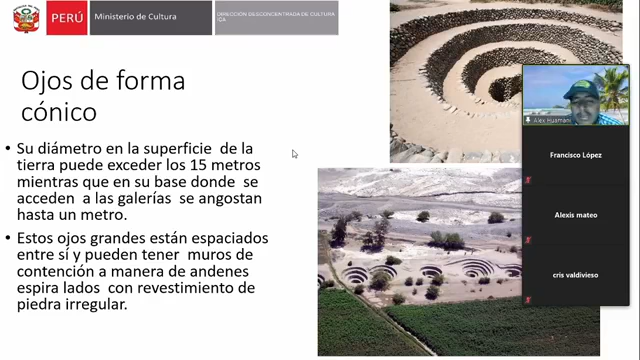 PERÚ
Ministerio de Cultura
DIRECCIÓN DESCONCENTRADA DE CULTURA
ICA
Ojos de forma
cónico
• Su diámetro en la superficie de la
tierra puede exceder los 15 metros
mientras que en su base donde se
acceden a las galerías se angostan
hasta un metro.
• Estos ojos grandes están espaciados
entre sí y pueden tener muros de
contención a manera de andenes
espira lados con revestimiento de
piedra irregular.
Alex Huamani
Francisco López
Alexis mateo
cris valdivieso